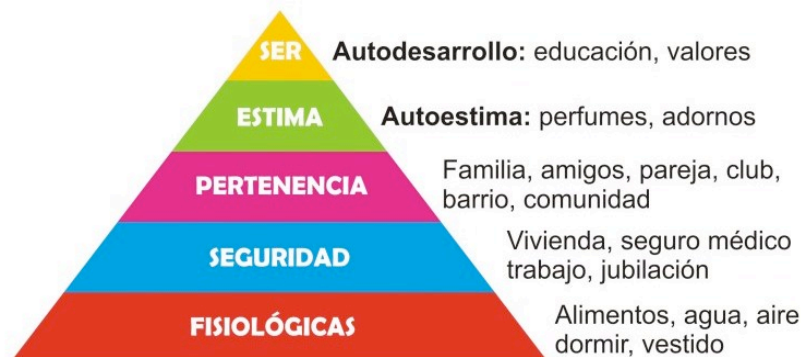 SER
Autodesarrollo: educación, valores
ESTIMA
Autoestima: perfumes, adornos
PERTENENCIA
Familia, amigos, pareja, club,
barrio, comunidad
SEGURIDAD
Vivienda, seguro médico
trabajo, jubilación
FISIOLÓGICAS
Alimentos, agua, aire
dormir, vestido